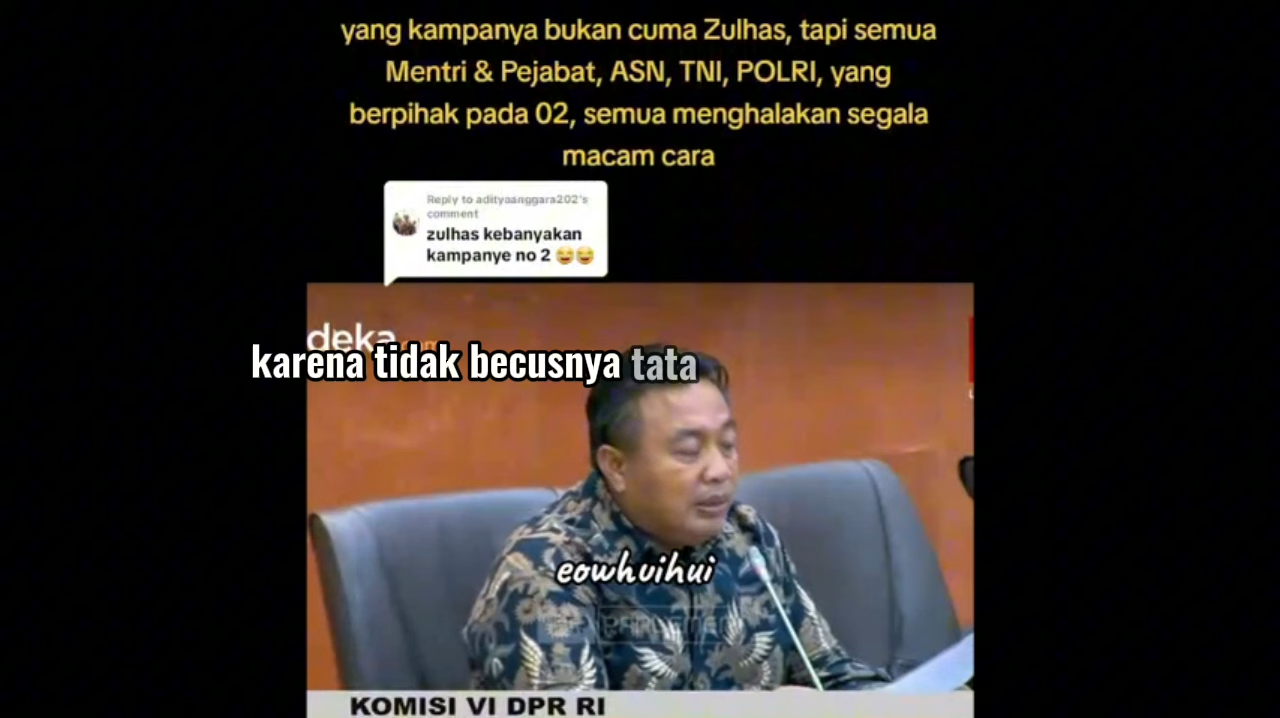 yang kampanya bukan cuma Zulhas, tapi semua
Mentri & Pejabat, ASN, TNI, POLRI, yang
berpihak pada 02, semua menghalakan segala
macam cara
Reply to adityaanggara202's
comment
zulhas kebanyakan
kampanye no 2 😆😆
deka
karena tidak becusnya tata
eowhuihui
PARLEMEN
KOMISI VI DPR RI